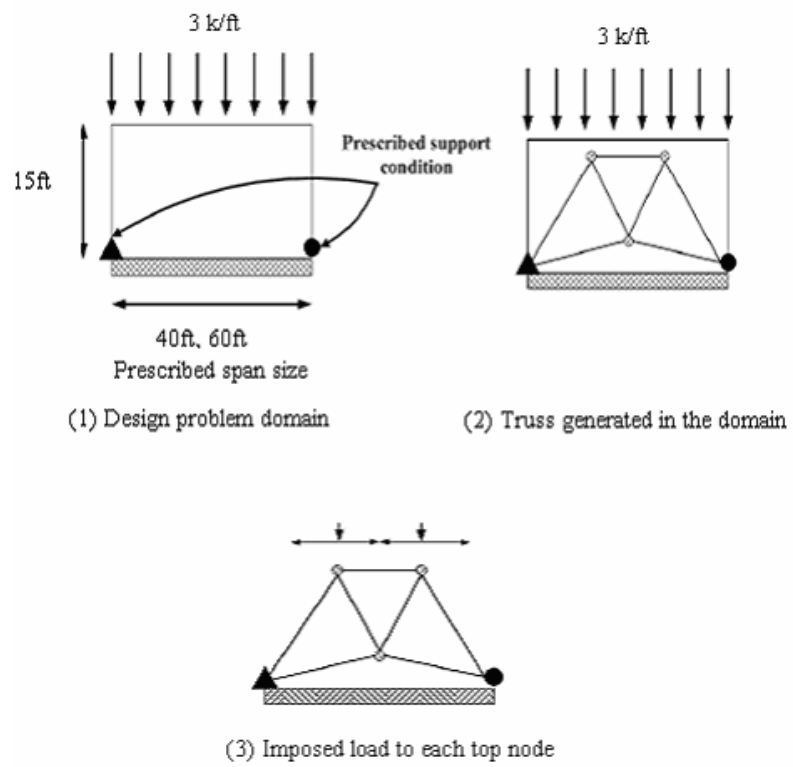 3 k/ft
15ft
Prescribed support
condition
40ft, 60ft
Prescribed span size
(1) Design problem domain
3 k/ft
(2) Truss generated in the domain
(3) Imposed load to each top node